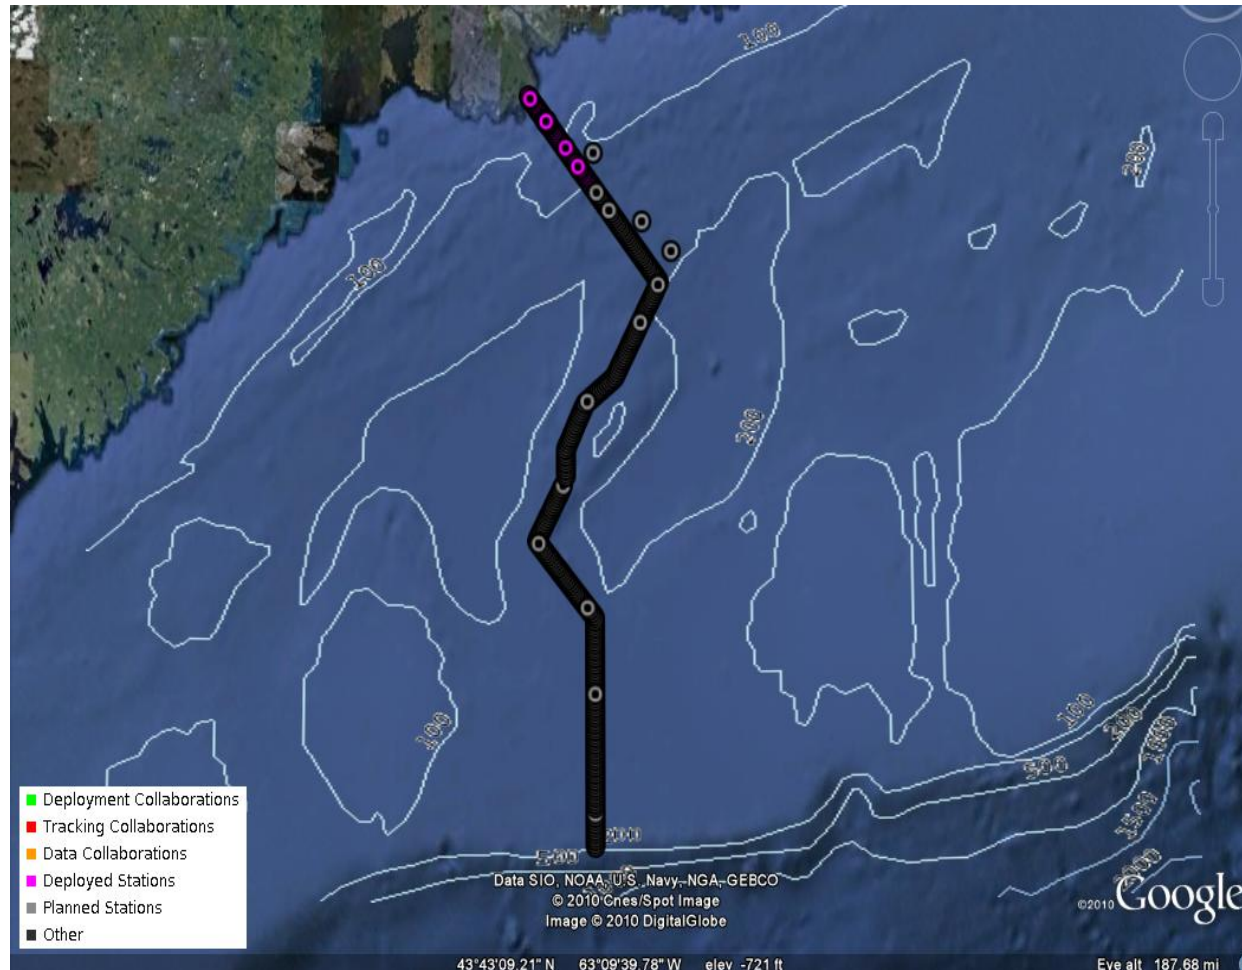 100
200
100
200
100
100
200
500
1000
1500
2000
200
500
Deployment Collaborations
Tracking Collaborations
Data Collaborations
Deployed Stations
Planned Stations
Other
Data SIO, NOAA, U.S. Navy, NGA, GEBCO
© 2010 Cnes/Spot Image
Image © 2010 DigitalGlobe
©2010 Google
43°43'09.21" N 63°09'39.78" W elev -721 ft
Eye alt 187.68 mi